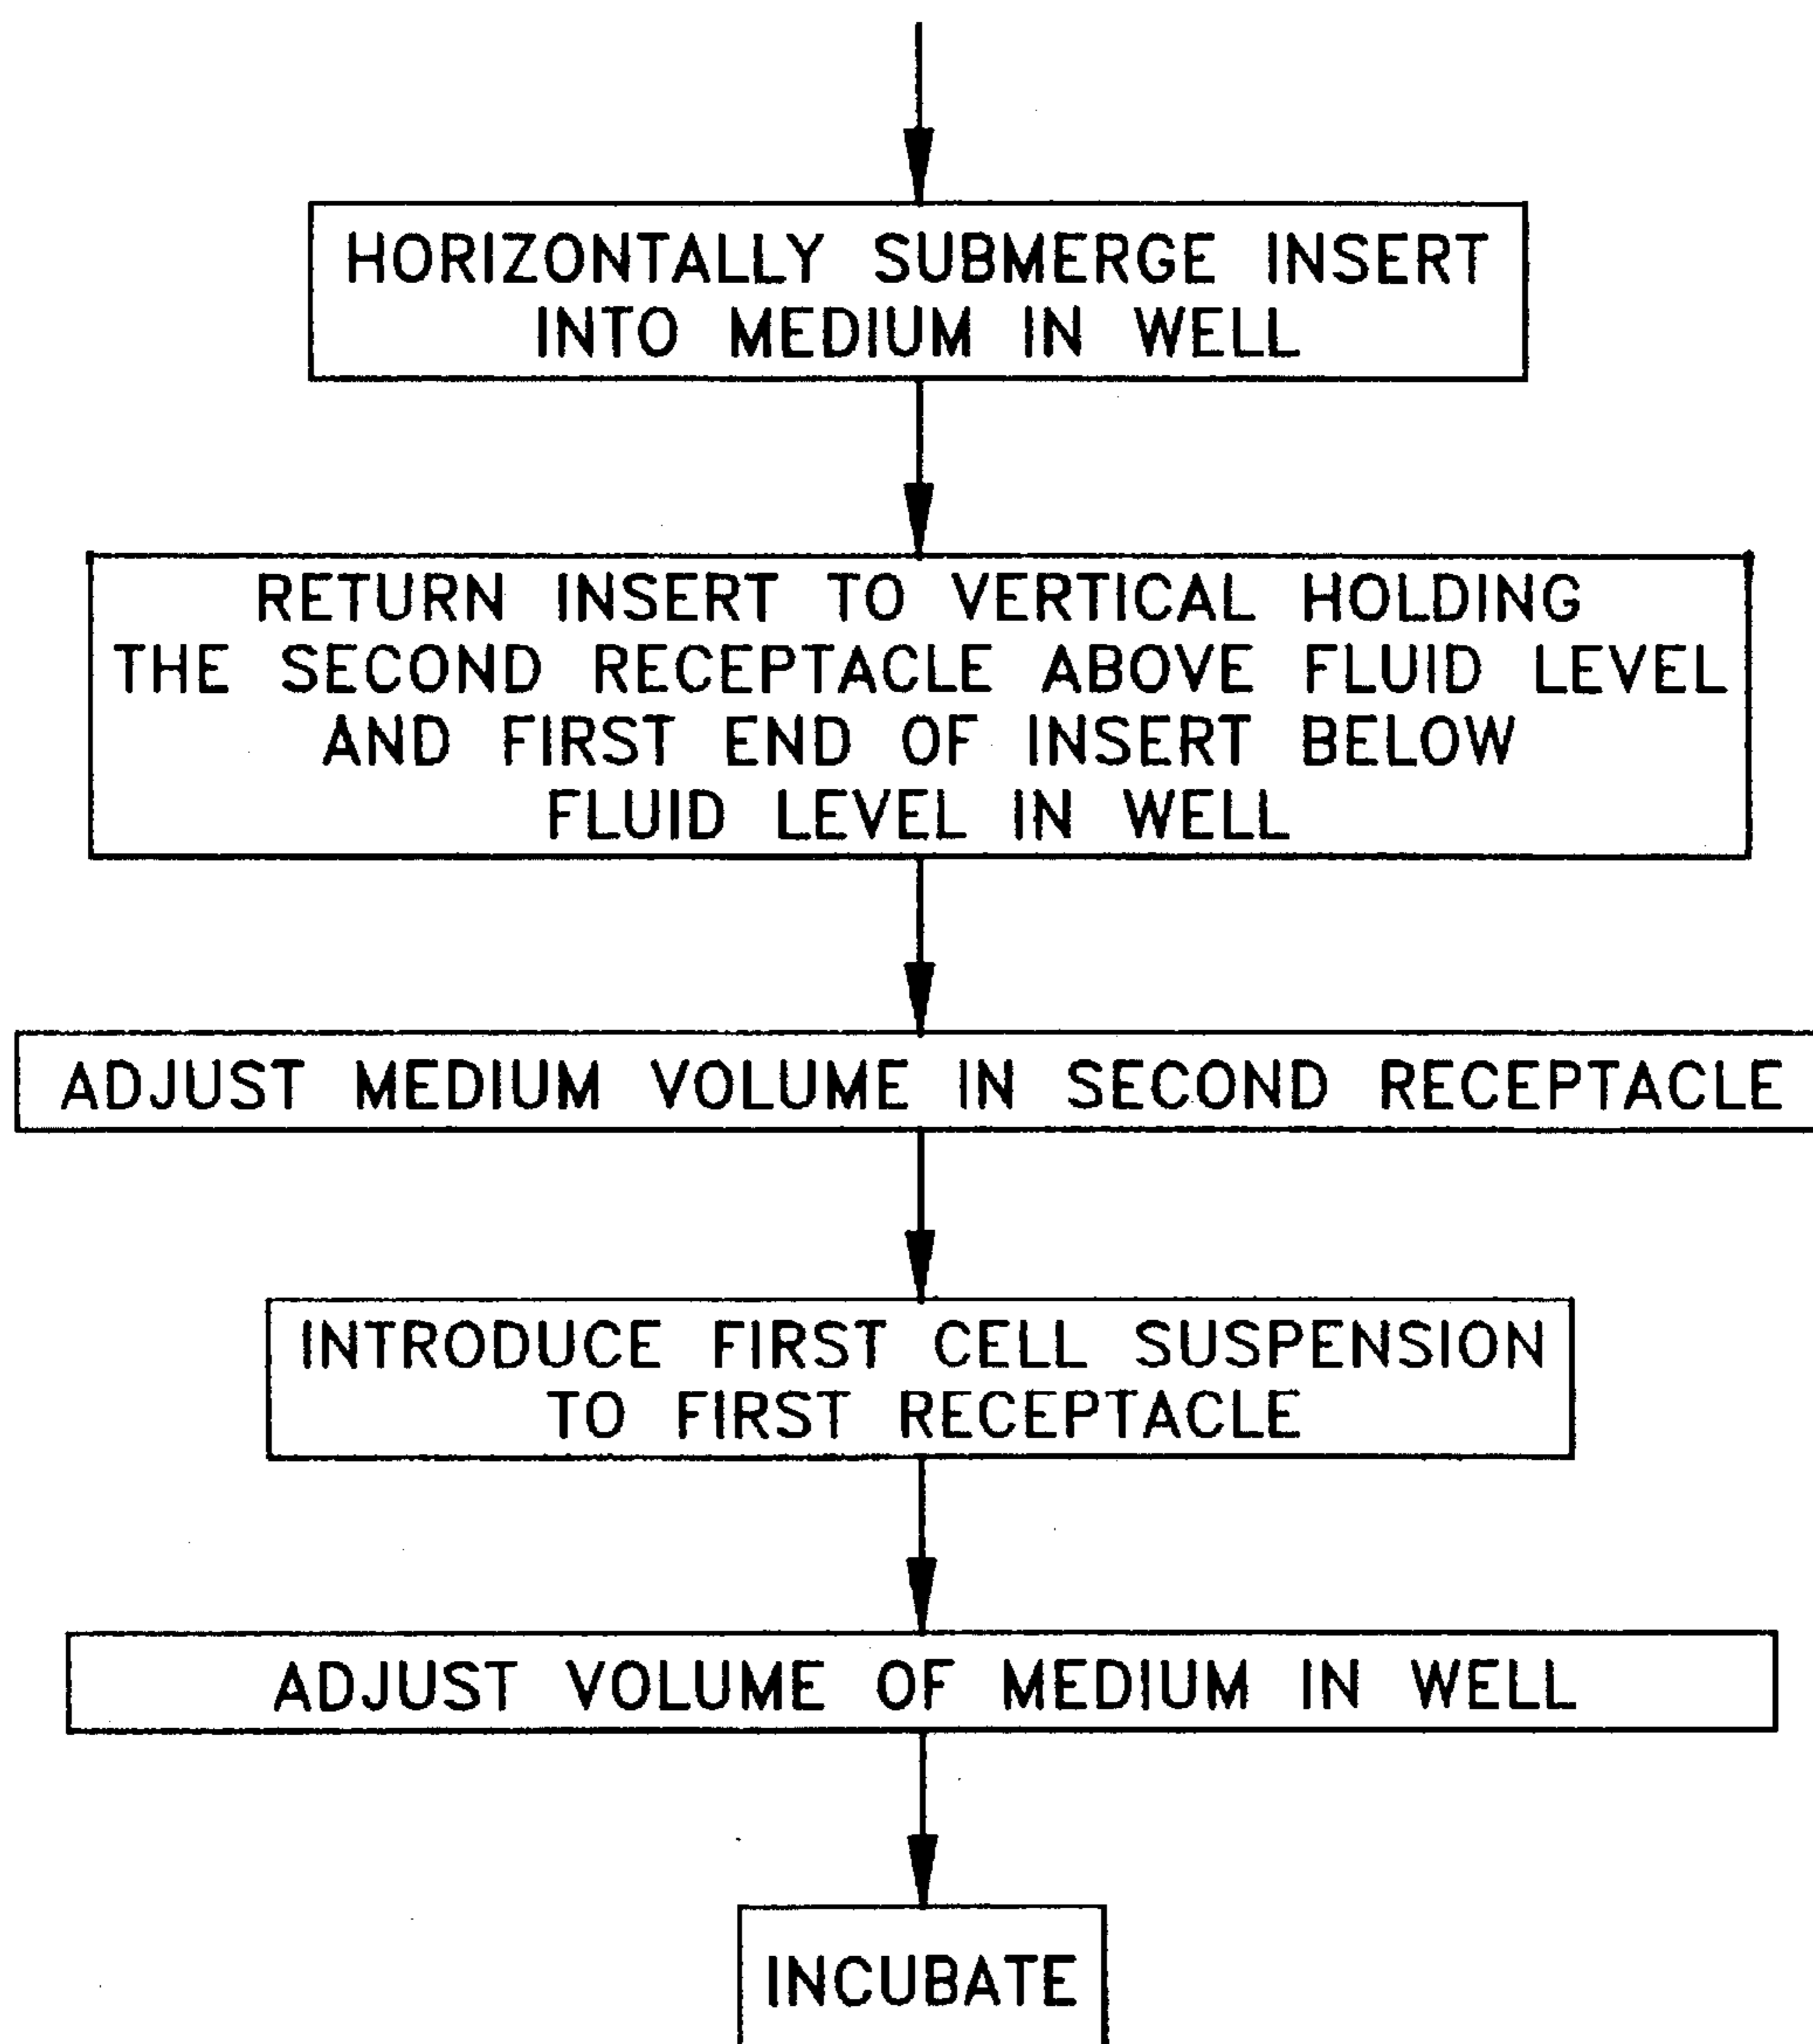 HORIZONTALLY SUBMERGE INSERT
INTO MEDIUM IN WELL
RETURN INSERT TO VERTICAL HOLDING
THE SECOND RECEPTACLE ABOVE FLUID LEVEL
AND FIRST END OF INSERT BELOW
FLUID LEVEL IN WELL
ADJUST MEDIUM VOLUME IN SECOND RECEPTACLE
INTRODUCE FIRST CELL SUSPENSION
TO FIRST RECEPTACLE
ADJUST VOLUME OF MEDIUM IN WELL
INCUBATE